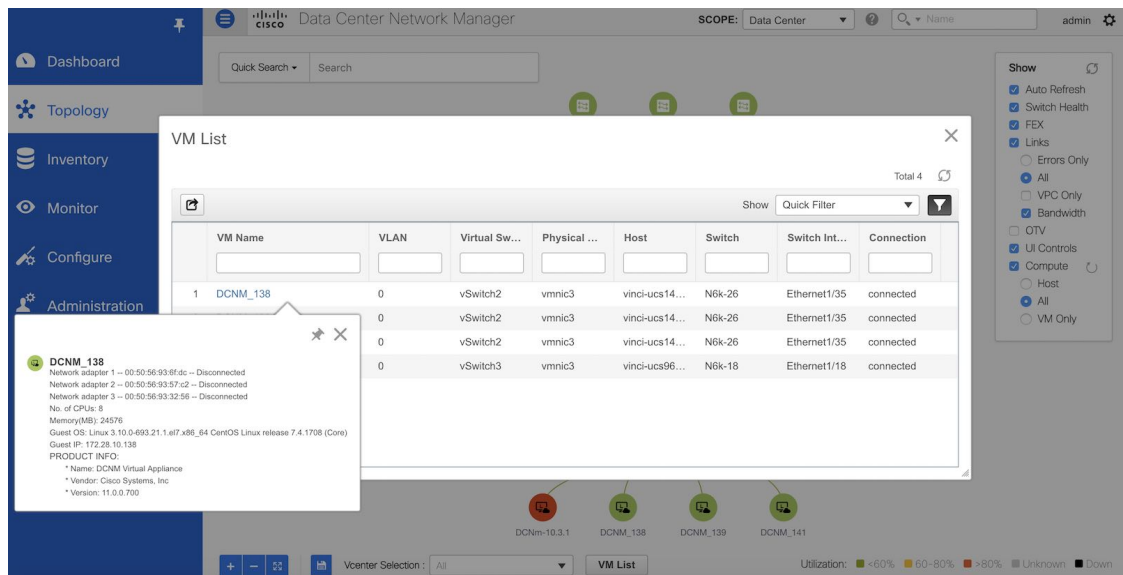 CISCO Data Center Network Manager
SCOPE: Data Center
Name
admin
Dashboard
Topology
Inventory
Monitor
Configure
Administration
Quick Search
Search
Show
Auto Refresh
Switch Health
FEX
Links
Errors Only
All
VPC Only
Bandwidth
OTV
UI Controls
Compute
Host
All
VM Only
VM List
Total 4
Show Quick Filter
VM Name VLAN Virtual Sw... Physical ... Host Switch Switch Int... Connection
1 DCNM_138 0 vSwitch2 vmnic3 vinci-ucs14... N6k-26 Ethernet1/35 connected
0 vSwitch2 vmnic3 vinci-ucs14... N6k-26 Ethernet1/35 connected
0 vSwitch2 vmnic3 vinci-ucs14... N6k-26 Ethernet1/35 connected
0 vSwitch3 vmnic3 vinci-ucs96... N6k-18 Ethernet1/18 connected
DCNM_138
Network adapter 1 -- 00:50:56:93:6f:dc -- Disconnected
Network adapter 2 -- 00:50:56:93:57:c2 -- Disconnected
Network adapter 3 -- 00:50:56:93:32:56 -- Disconnected
No. of CPUs: 8
Memory(MB): 24576
Guest OS: Linux 3.10.0-693.21.1.el7.x86_64 CentOS Linux release 7.4.1708 (Core)
Guest IP: 172.28.10.138
PRODUCT INFO:
* Name: DCNM Virtual Appliance
* Vendor: Cisco Systems, Inc
* Version: 11.0.0.700
DCNm-10.3.1 DCNM_138 DCNM_139 DCNM_141
Vcenter Selection : All
VM List
Utilization: <60% 60-80% >80% Unknown Down